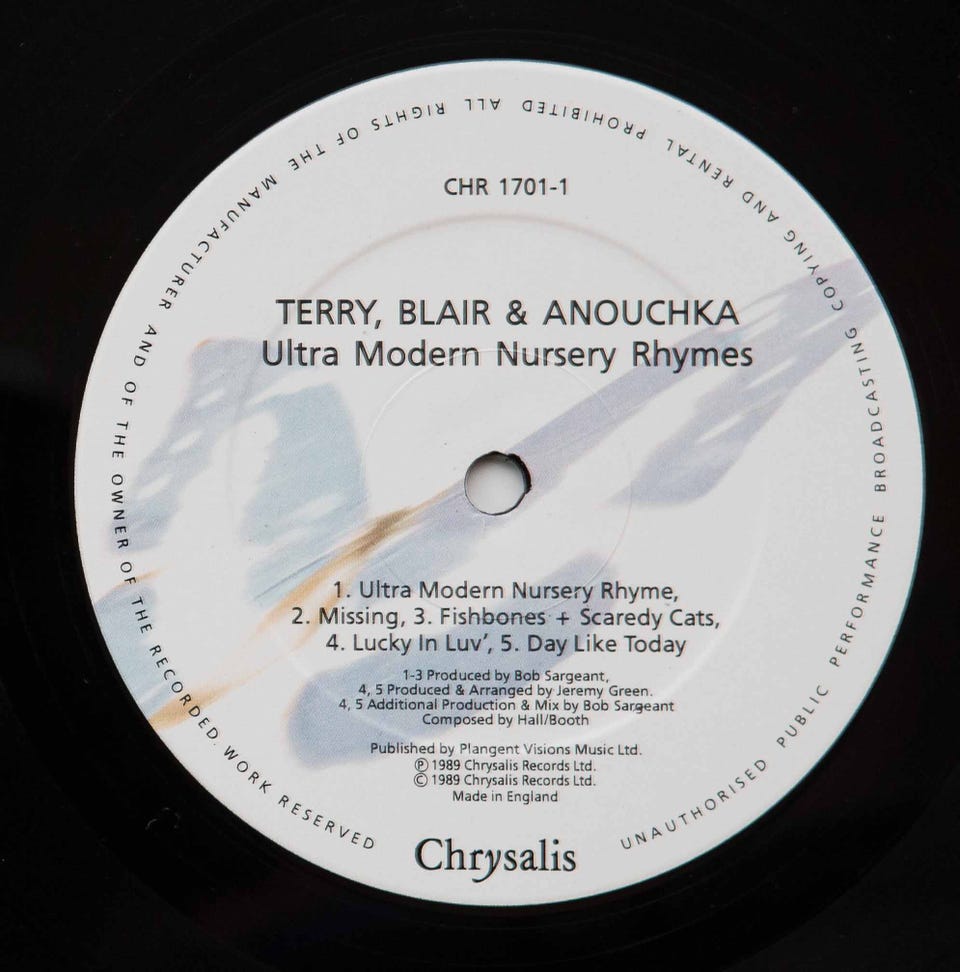 CHR 1701-1
TERRY, BLAIR & ANOUCHKA
Ultra Modern Nursery Rhymes
1. Ultra Modern Nursery Rhyme,
2. Missing, 3. Fishbones + Scaredy Cats,
4. Lucky In Luv', 5. Day Like Today
1-3 Produced by Bob Sargeant,
4, 5 Produced & Arranged by Jeremy Green.
4, 5 Additional Production & Mix by Bob Sargeant
Composed by Hall/Booth
Published by Plangent Visions Music Ltd.
Ⓟ 1989 Chrysalis Records Ltd.
© 1989 Chrysalis Records Ltd.
Made in England
Chrysalis
ALL RIGHTS OF THE MANUFACTURER AND OF THE OWNER OF THE RECORDED. WORK RESERVED
UNAUTHORISED PUBLIC PERFORMANCE BROADCASTING COPYING AND RENTAL PROHIBITED